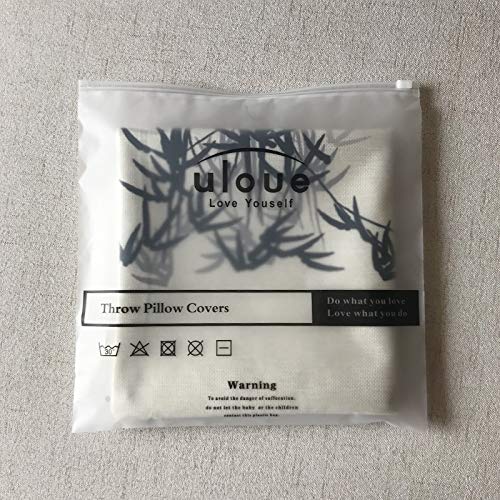 uloue
Love Youself
Throw Pillow Covers
Do what you love
Love what you do
30
Warning
To avoid the danger of suffocation.
do not let the baby or the children
contact this plastic bag.